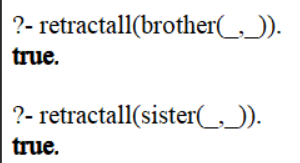 ?- retractall(brother(_,_)).
true.
?- retractall(sister(_,_)).
true.